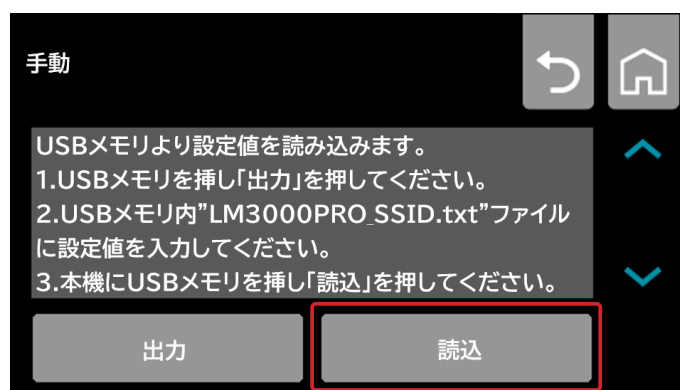 手動
USBメモリより設定値を読み込みます。
1.USBメモリを挿し「出力」を押してください。
2.USBメモリ内”LM3000PRO_SSID.txt”ファイル
に設定値を入力してください。
3.本機にUSBメモリを挿し「読込」を押してください。
出力
読込